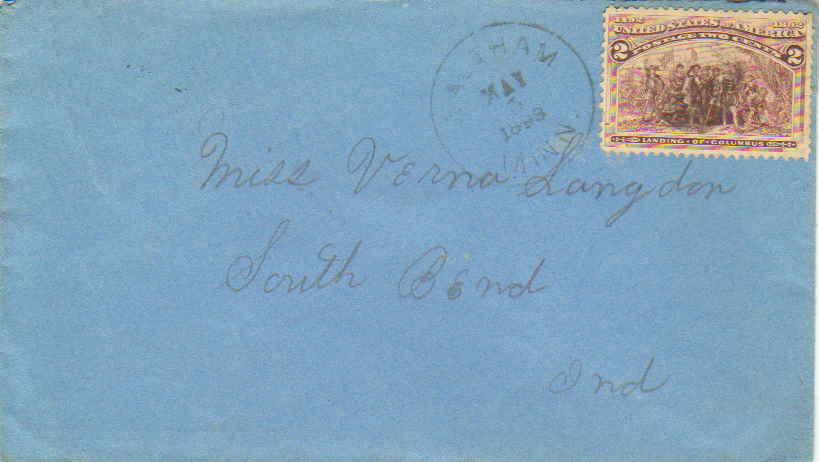 1492 1892
UNITED STATES OF AMERICA
POSTAGE TWO CENTS
2 2
LANDING OF COLUMBUS
MAY
MINN.
Miss Verna Langdon
South Bend
Ind